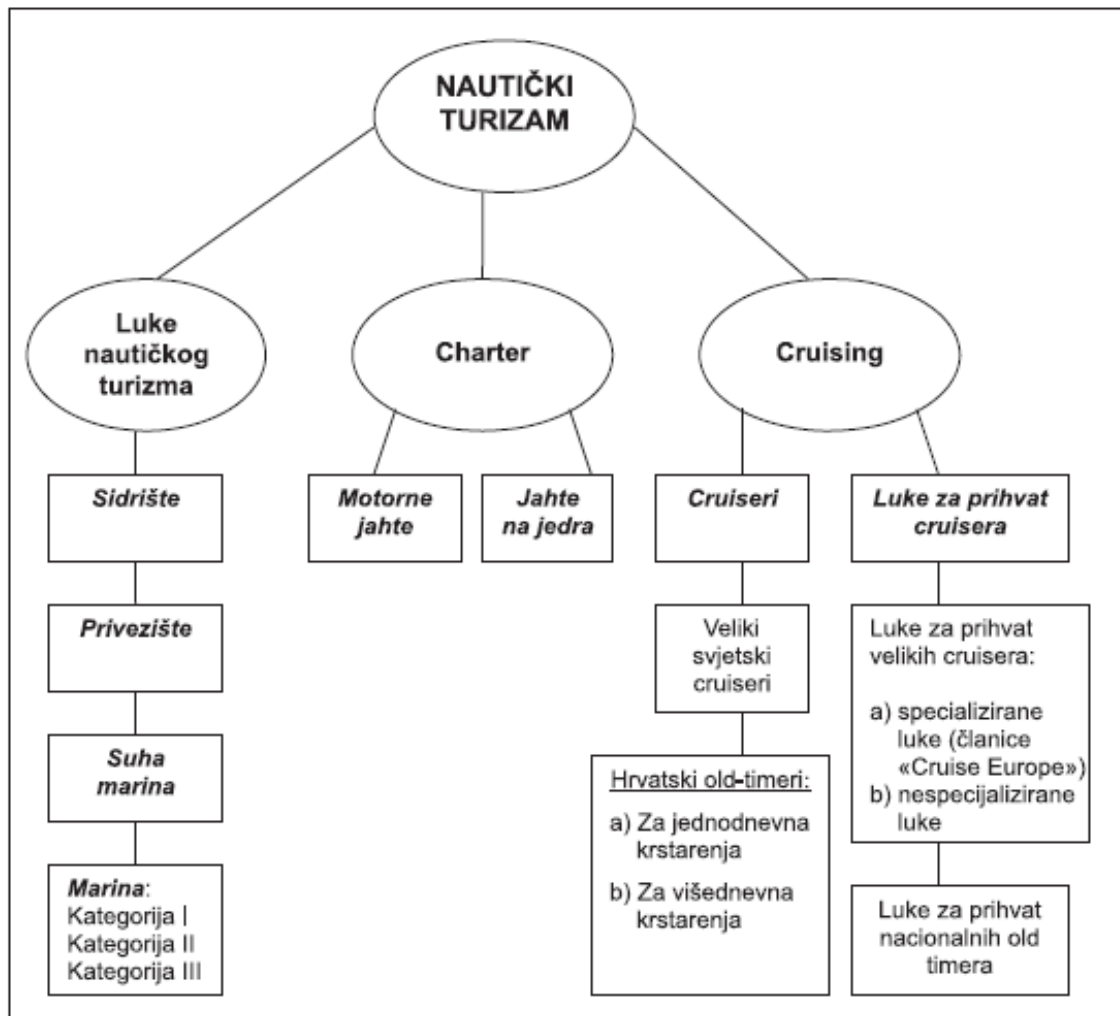 NAUTIČKI
TURIZAM
Luke
nautičkog
turizma
Charter
Cruising
Sidrište
Motorne
jahte
Jahte
na jedra
Cruiseri
Luke za prihvat
cruisera
Privezište
Veliki
svjetski
cruiseri
Luke za prihvat
velikih cruisera:
a) specializirane
luke (članice
«Cruise Europe»)
b) nespecijalizirane
luke
Suha
marina
Hrvatski old-timeri:
a) Za jednodnevna
krstarenja
b) Za višednevna
krstarenja
Marina:
Kategorija I
Kategorija II
Kategorija III
Luke za prihvat
nacionalnih old
timera